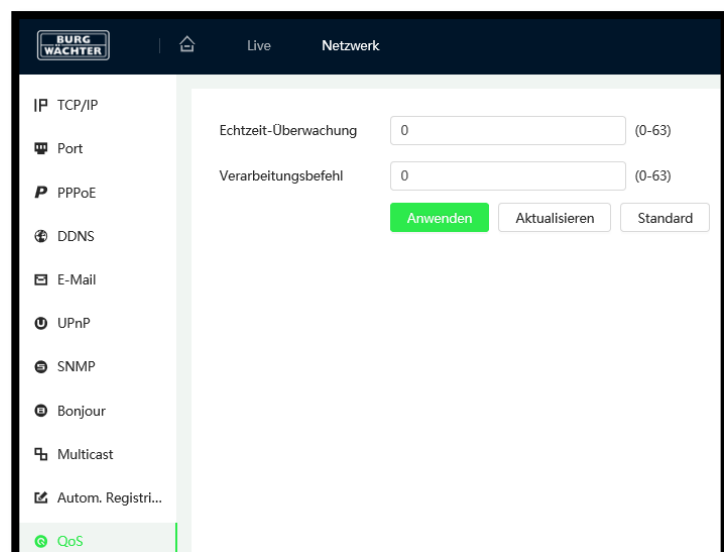 BURG
WÄCHTER
Live
Netzwerk
TCP/IP
Port
PPPoE
DDNS
E-Mail
UPnP
SNMP
Bonjour
Multicast
Autom. Registri...
QoS
Echtzeit-Überwachung 0 (0-63)
Verarbeitungsbefehl 0 (0-63)
Anwenden Aktualisieren Standard